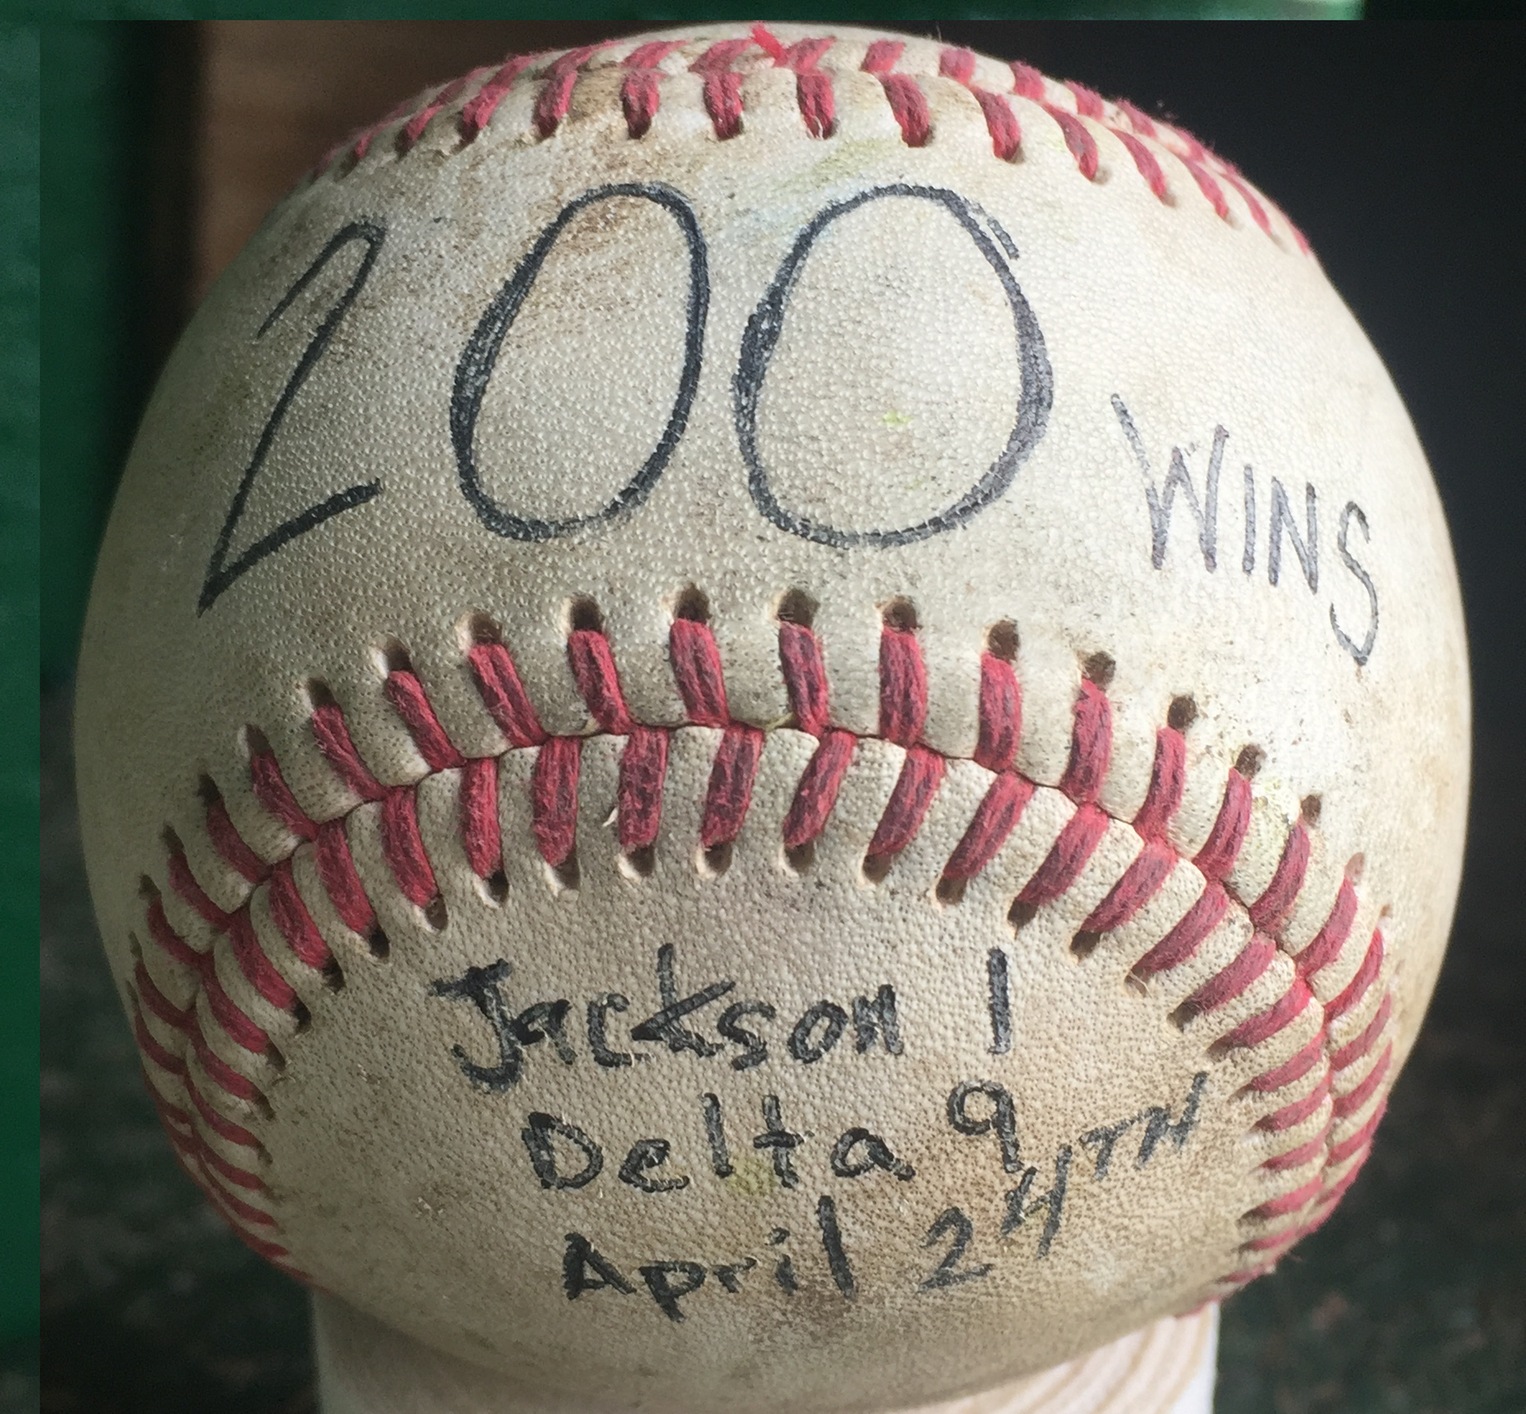 200 WINS
Jackson 1
Delta 9
April 24TH